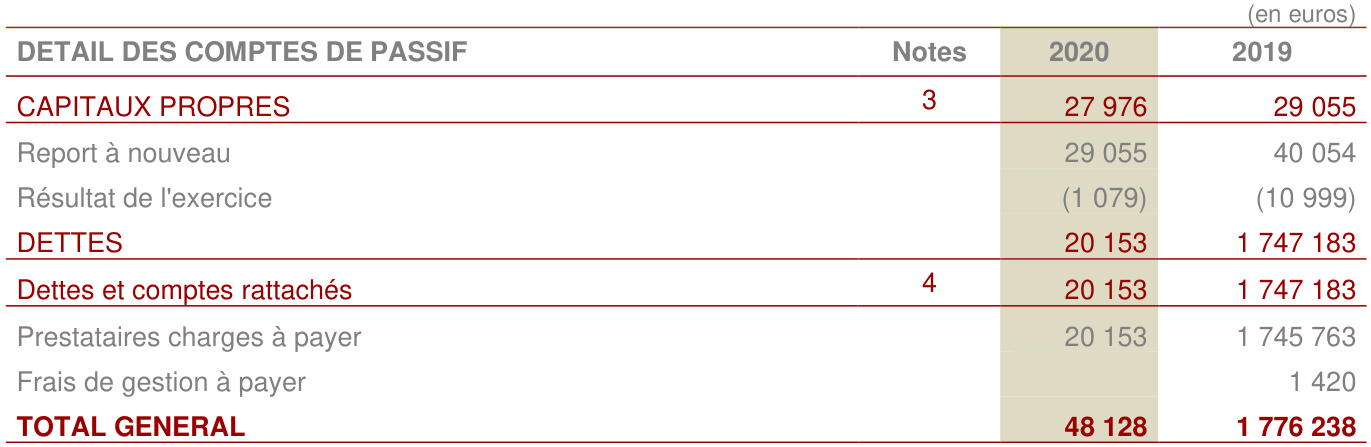 (en euros)
DETAIL DES COMPTES DE PASSIF Notes 2020 2019
CAPITAUX PROPRES 3 27 976 29 055
Report à nouveau 29 055 40 054
Résultat de l'exercice (1 079) (10 999)
DETTES 20 153 1 747 183
Dettes et comptes rattachés 4 20 153 1 747 183
Prestataires charges à payer 20 153 1 745 763
Frais de gestion à payer 1 420
TOTAL GENERAL 48 128 1 776 238